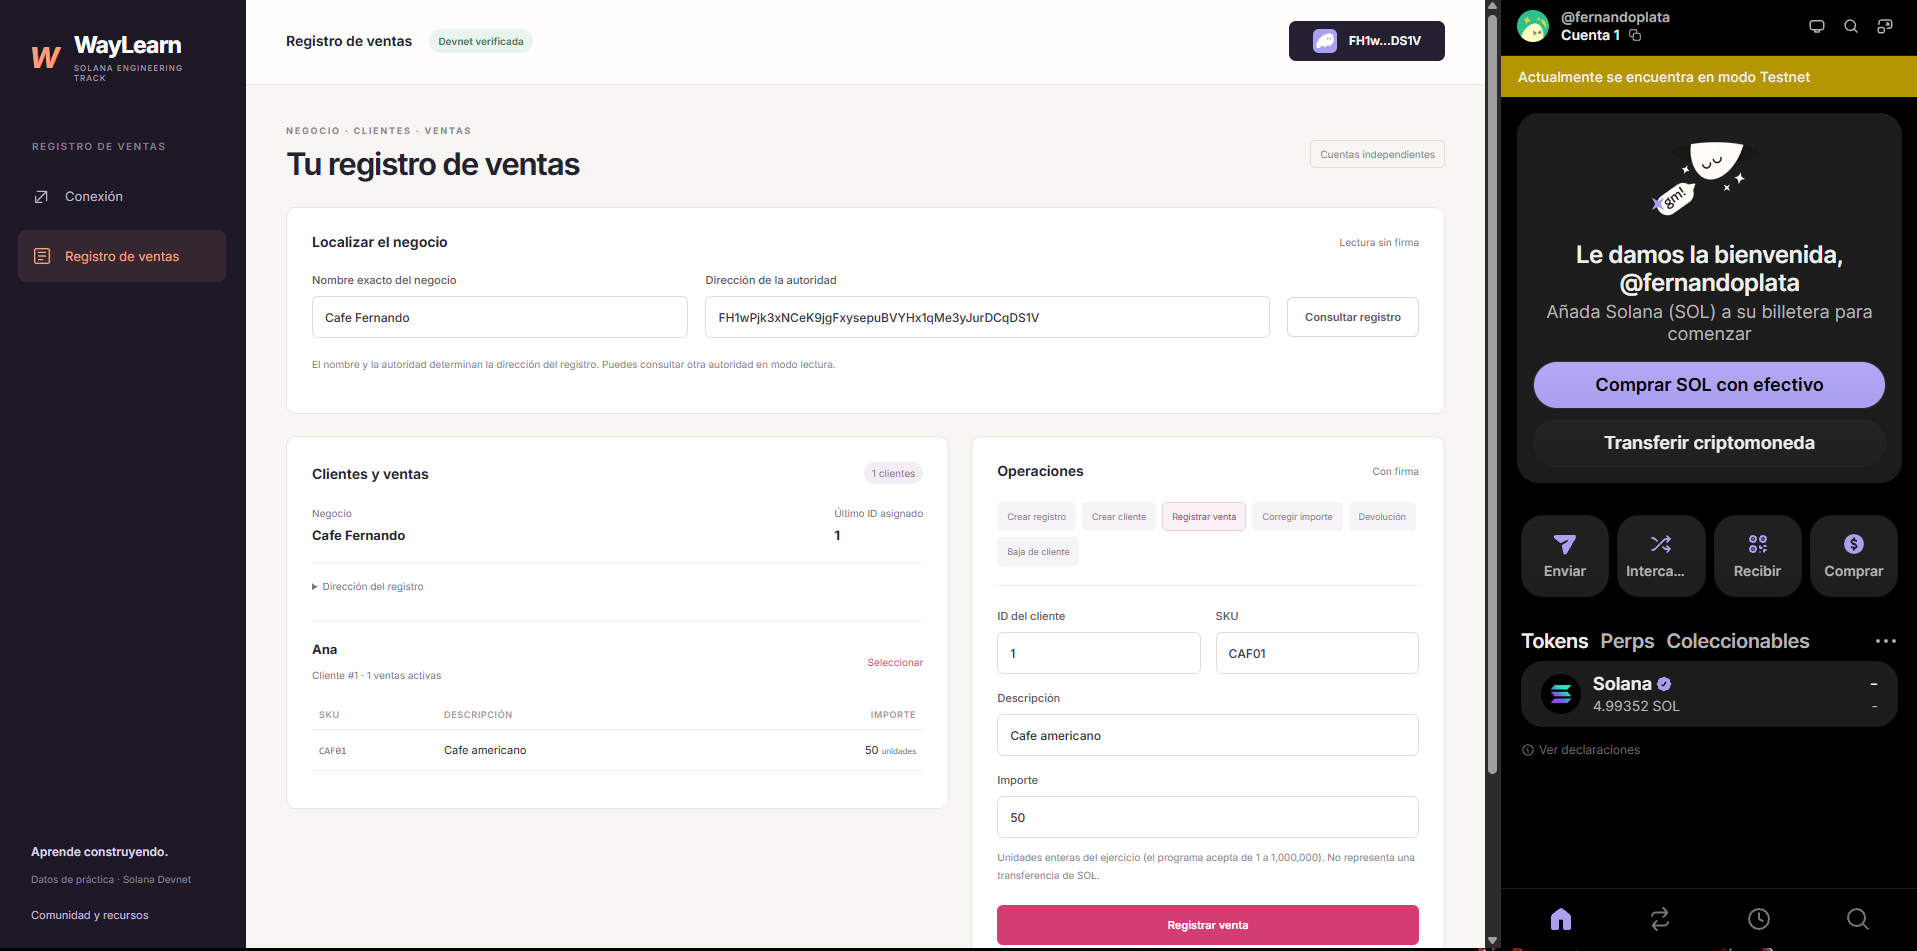 W WayLearn
SOLANA ENGINEERING
TRACK
REGISTRO DE VENTAS
Conexión
Registro de ventas
Aprende construyendo.
Datos de práctica · Solana Devnet
Comunidad y recursos
Registro de ventas
Devnet verificada
FH1w...DS1V
NEGOCIO · CLIENTES · VENTAS
Tu registro de ventas
Cuentas independientes
Localizar el negocio
Lectura sin firma
Nombre exacto del negocio
Dirección de la autoridad
Cafe Fernando
FH1wPjk3xNCeK9jgFxysepuBVYHx1qMe3yJurDCqDS1V
Consultar registro
El nombre y la autoridad determinan la dirección del registro. Puedes consultar otra autoridad en modo lectura.
Clientes y ventas
1 clientes
Negocio
Último ID asignado
Cafe Fernando
1
Dirección del registro
Ana
Seleccionar
Cliente #1 · 1 ventas activas
SKU DESCRIPCIÓN IMPORTE
CAF01 Cafe americano 50 unidades
Operaciones
Con firma
Crear registro
Crear cliente
Registrar venta
Corregir importe
Devolución
Baja de cliente
ID del cliente
SKU
1
CAF01
Descripción
Cafe americano
Importe
50
Unidades enteras del ejercicio (el programa acepta de 1 a 1,000,000). No representa una
transferencia de SOL.
Registrar venta
@fernandoplata
Cuenta 1
Actualmente se encuentra en modo Testnet
gm!
Le damos la bienvenida,
@fernandoplata
Añada Solana (SOL) a su billetera para
comenzar
Comprar SOL con efectivo
Transferir criptomoneda
Enviar
Interca...
Recibir
Comprar
Tokens Perps Coleccionables
Solana -
4.99352 SOL -
Ver declaraciones